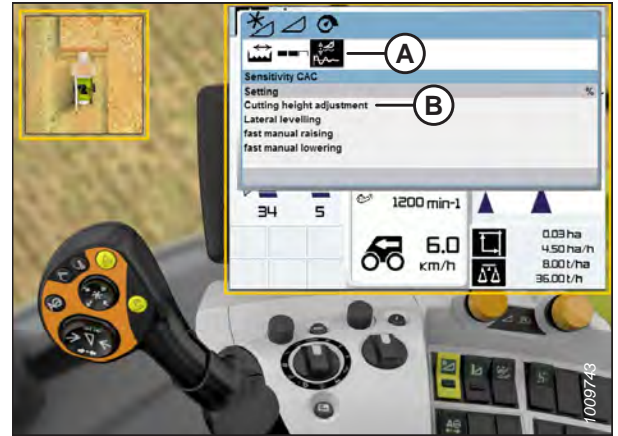 A
Sensitivity CAC
Setting %
Cutting height adjustment
B
Lateral levelling
fast manual raising
fast manual lowering
34 5
1200 min-1
6.0
km/h
0.03 ha
4.50 ha/h
8.00 t/ha
36.00 t/h
1009743